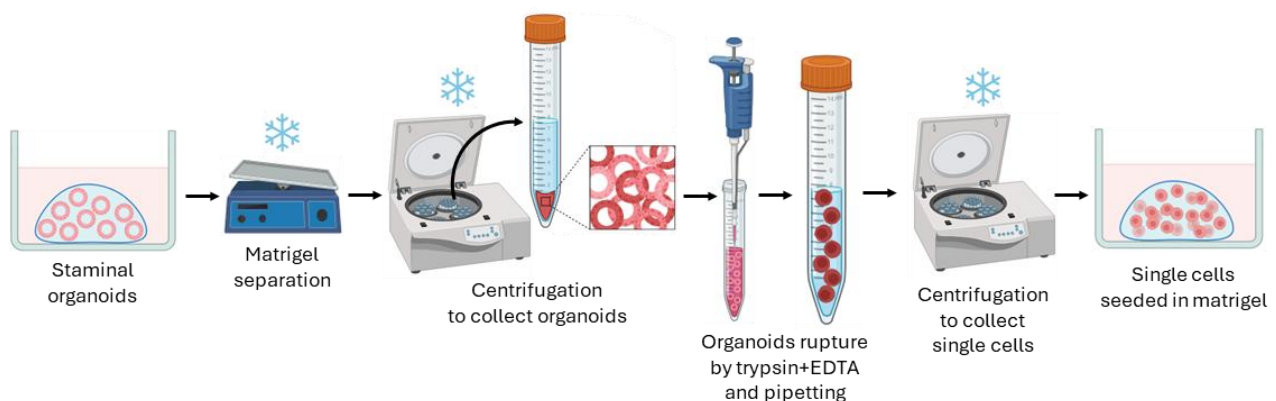 Staminal
organoids
Matrigel
separation
Centrifugation
to collect organoids
Organoids rupture
by trypsin+EDTA
and pipetting
Centrifugation
to collect
single cells
Single cells
seeded in matrigel